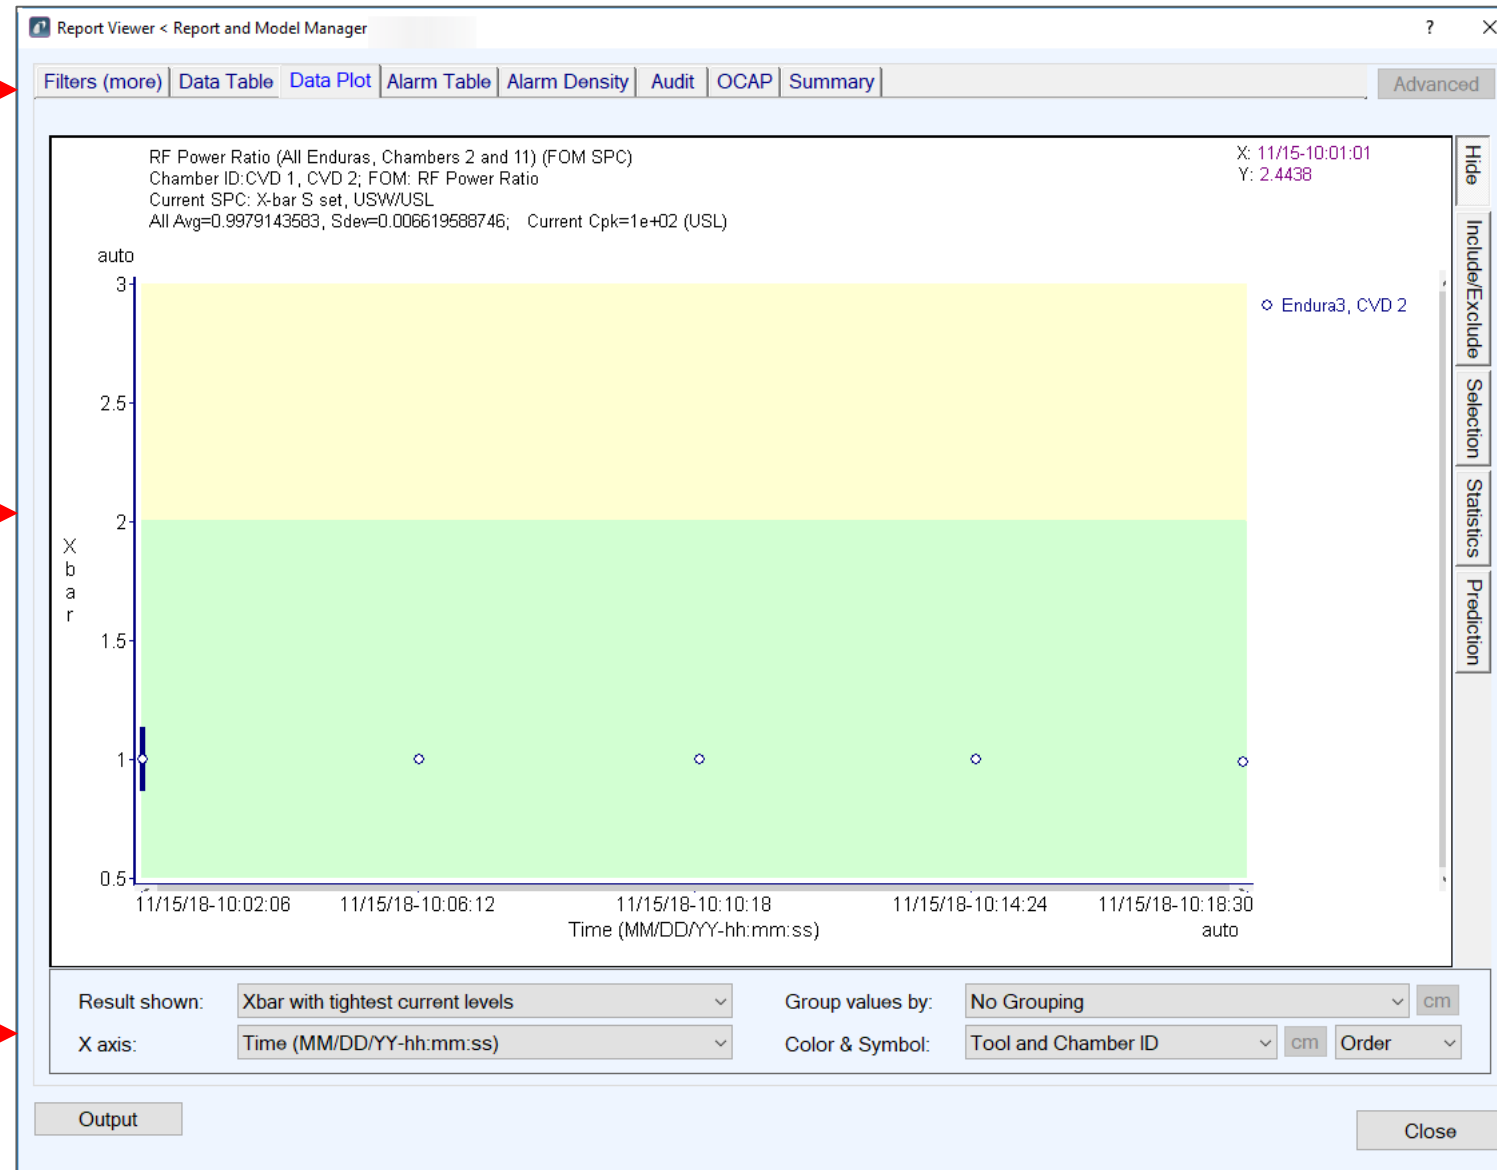 Report Viewer < Report and Model Manager
?
Filters (more) Data Table Data Plot Alarm Table Alarm Density Audit OCAP Summary
Advanced
RF Power Ratio (All Enduras, Chambers 2 and 11) (FOM SPC)
Chamber ID:CVD 1, CVD 2; FOM: RF Power Ratio
Current SPC: X-bar S set, USW/USL
All Avg=0.9979143583, Sdev=0.006619588746; Current Cpk=1e+02 (USL)
X: 11/15-10:01:01
Y: 2.4438
Hide
Include/Exclude
Selection
Statistics
Prediction
auto
3
2.5
2
1.5
1
0.5
Xbar
Endura3, CVD 2
11/15/18-10:02:06 11/15/18-10:06:12 11/15/18-10:10:18 11/15/18-10:14:24 11/15/18-10:18:30
Time (MM/DD/YY-hh:mm:ss)
auto
Result shown: Xbar with tightest current levels Group values by: No Grouping cm
X axis: Time (MM/DD/YY-hh:mm:ss) Color & Symbol: Tool and Chamber ID cm Order
Output
Close